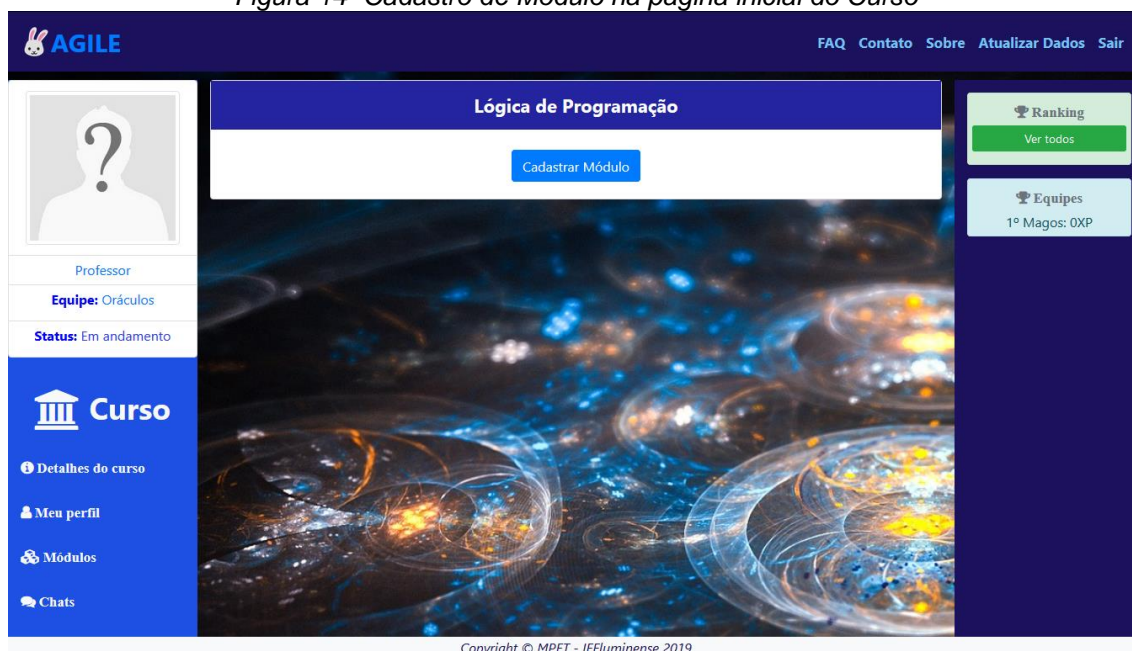 Figura 14- Cadastro de Módulo na página inicial do Curso
AGILE
FAQ Contato Sobre Atualizar Dados Sair
?
Professor
Equipe: Oráculos
Status: Em andamento
Curso
Detalhes do curso
Meu perfil
Módulos
Chats
Lógica de Programação
Cadastrar Módulo
Ranking
Ver todos
Equipes
1º Magos: 0XP
Copyright © MPET - IFFluminense 2019